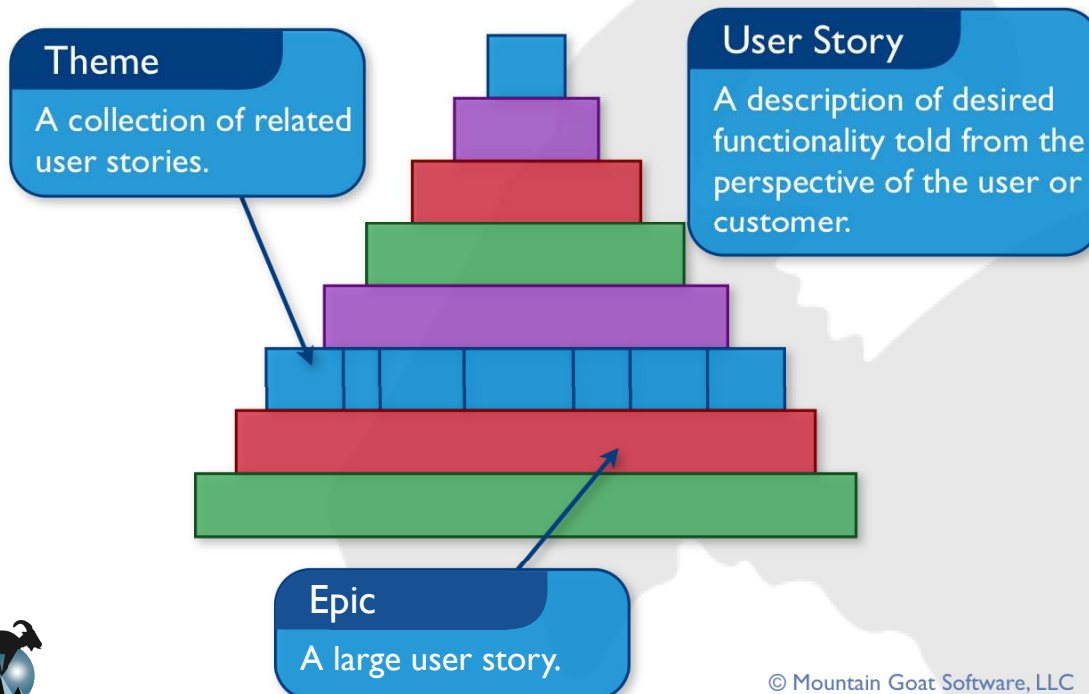 Theme
A collection of related
user stories.
User Story
A description of desired
functionality told from the
perspective of the user or
customer.
Epic
A large user story.
© Mountain Goat Software, LLC